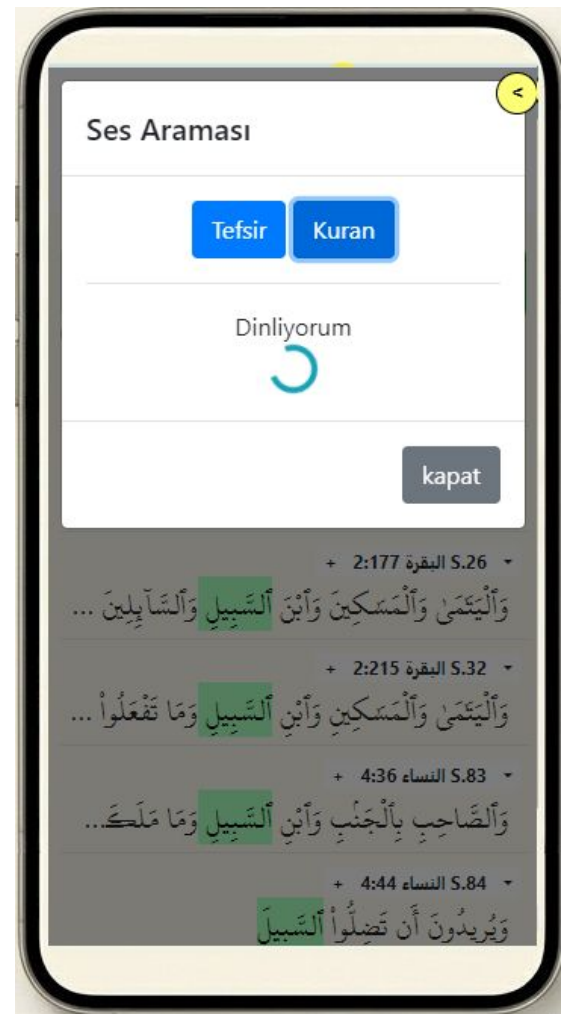 <
Ses Araması
Tefsir Kuran
Dinliyorum
kapat
S.26 البقرة 2:177 +
وَٱلْيَتَٰمَىٰ وَٱلْمَسَٰكِينَ وَٱبْنَ ٱلسَّبِيلِ وَٱلسَّآئِلِينَ ...
S.32 البقرة 2:215 +
وَٱلْيَتَٰمَىٰ وَٱلْمَسَٰكِينِ وَٱبْنِ ٱلسَّبِيلِ وَمَا تَفْعَلُوا۟ ...
S.83 النساء 4:36 +
وَٱلصَّاحِبِ بِٱلْجَنۢبِ وَٱبْنِ ٱلسَّبِيلِ وَمَا مَلَكَ...
S.84 النساء 4:44 +
وَيُرِيدُونَ أَن تَضِلُّوا۟ ٱلسَّبِيلَ